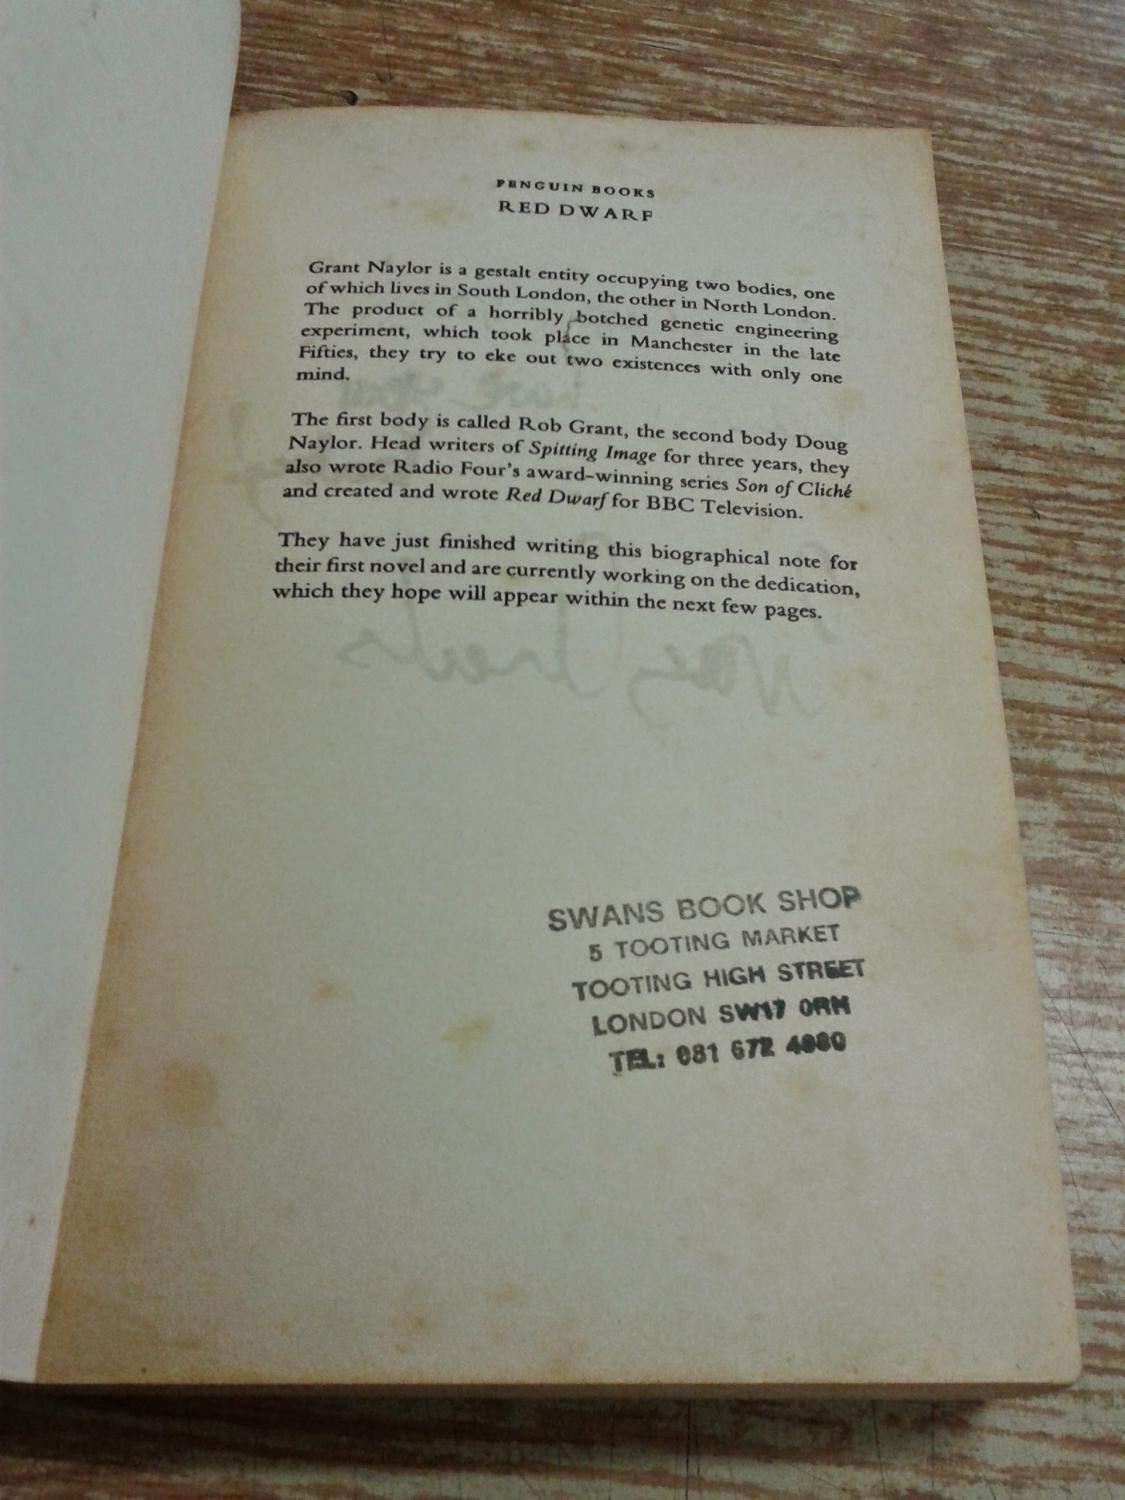 PENGUIN BOOKS
RED DWARF
Grant Naylor is a gestalt entity occupying two bodies, one
of which lives in South London, the other in North London.
The product of a horribly botched genetic engineering
experiment, which took place in Manchester in the late
Fifties, they try to eke out two existences with only one
mind.
The first body is called Rob Grant, the second body Doug
Naylor. Head writers of Spitting Image for three years, they
also wrote Radio Four's award-winning series Son of Cliché
and created and wrote Red Dwarf for BBC Television.
They have just finished writing this biographical note for
their first novel and are currently working on the dedication,
which they hope will appear within the next few pages.
SWANS BOOK SHOP
5 TOOTING MARKET
TOOTING HIGH STREET
LONDON SW17 0RN
TEL: 081 672